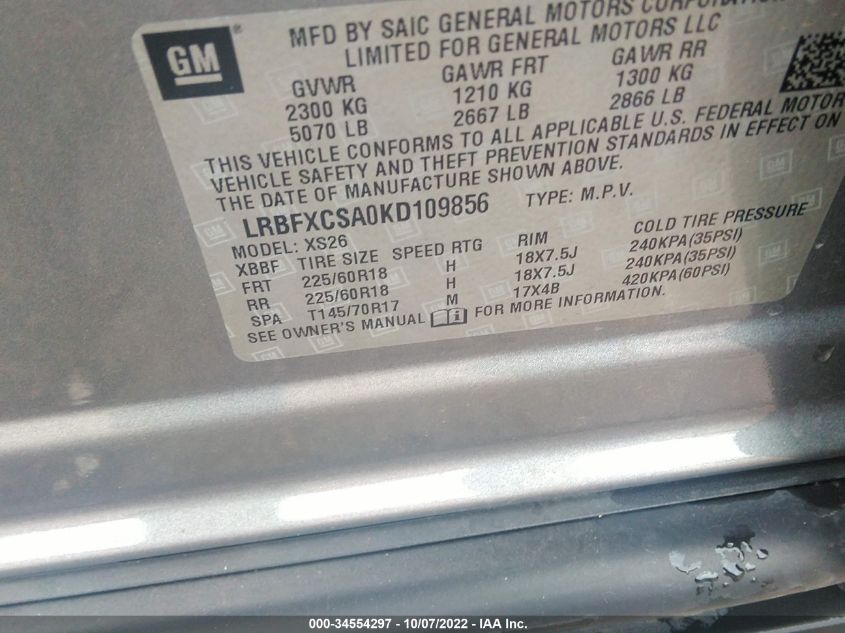 GM
®
MFD BY SAIC GENERAL MOTORS CORPORATION
LIMITED FOR GENERAL MOTORS LLC
GVWR GAWR FRT GAWR RR
2300 KG 1210 KG 1300 KG
5070 LB 2667 LB 2866 LB
THIS VEHICLE CONFORMS TO ALL APPLICABLE U.S. FEDERAL MOTOR
VEHICLE SAFETY AND THEFT PREVENTION STANDARDS IN EFFECT ON
THE DATE OF MANUFACTURE SHOWN ABOVE.
LRBFXCSA0KD109856 TYPE: M.P.V.
MODEL: XS26
XBBF TIRE SIZE SPEED RTG RIM COLD TIRE PRESSURE
FRT 225/60R18 H 18X7.5J 240KPA(35PSI)
RR 225/60R18 H 18X7.5J 240KPA(35PSI)
SPA T145/70R17 M 17X4B 420KPA(60PSI)
SEE OWNER'S MANUAL FOR MORE INFORMATION.
000-34554297 - 10/07/2022 - IAA Inc.